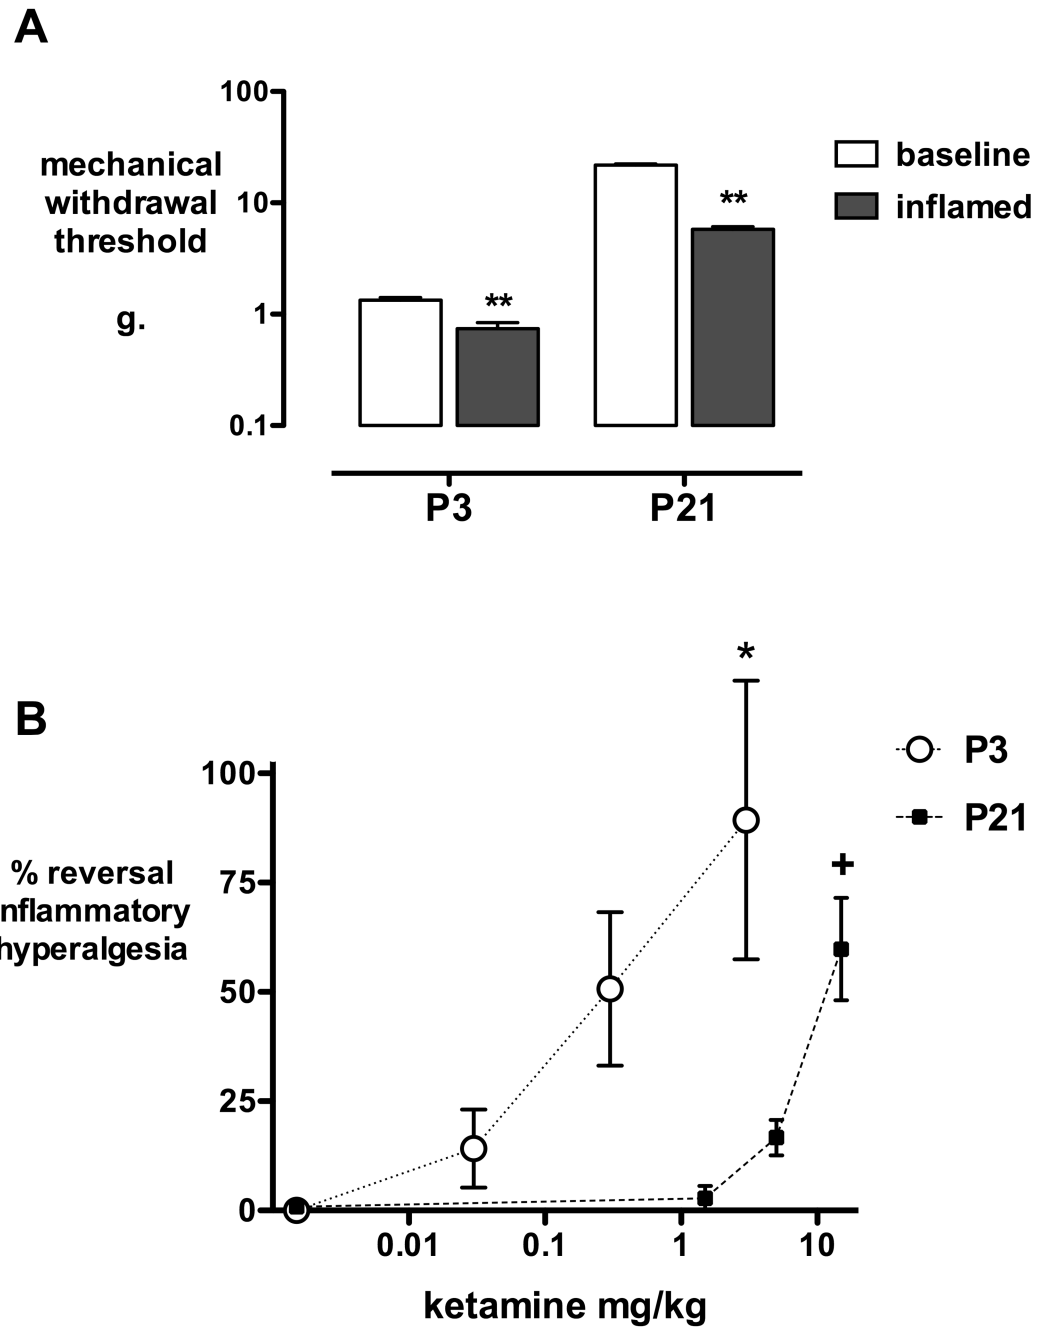 A
100
10
1
0.1
mechanical
withdrawal
threshold
g.
**
**
baseline
inflamed
P3
P21
B
*
+
P3
P21
100
75
50
25
0
% reversal
nflammatory
hyperalgesia
0.01
0.1
1
10
ketamine mg/kg